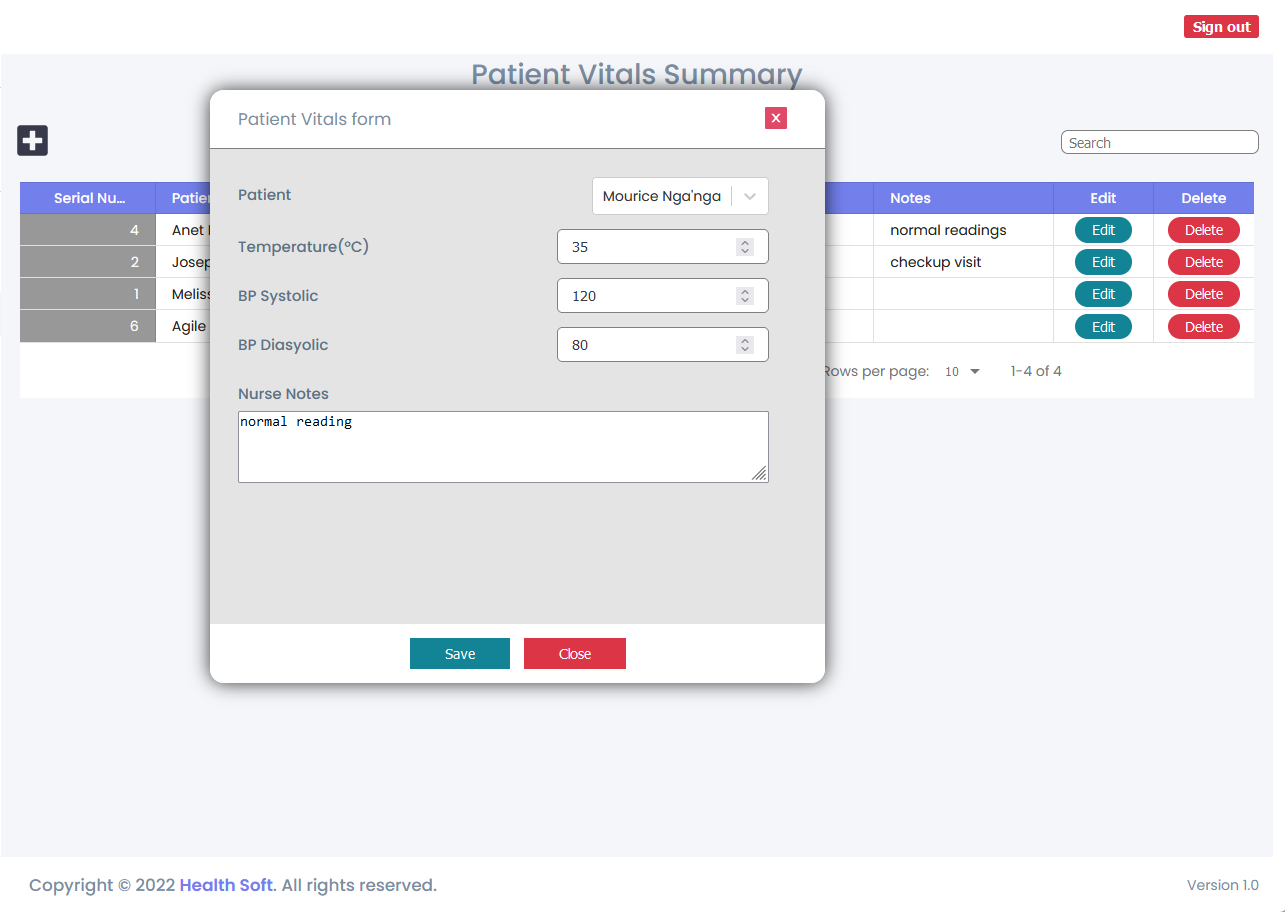 Sign out
Patient Vitals Summary
Patient Vitals form
X
Search
Serial Nu...
Notes Edit Delete
Patient Mourice Nga'nga
4 Anet normal readings Edit Delete
Temperature(°C) 35
2 checkup visit Edit Delete
BP Systolic 120
1 Edit Delete
6 Agile Edit Delete
BP Diasyolic 80
Rows per page: 10 1-4 of 4
Nurse Notes
normal reading
Save Close
Copyright © 2022 Health Soft. All rights reserved.
Version 1.0